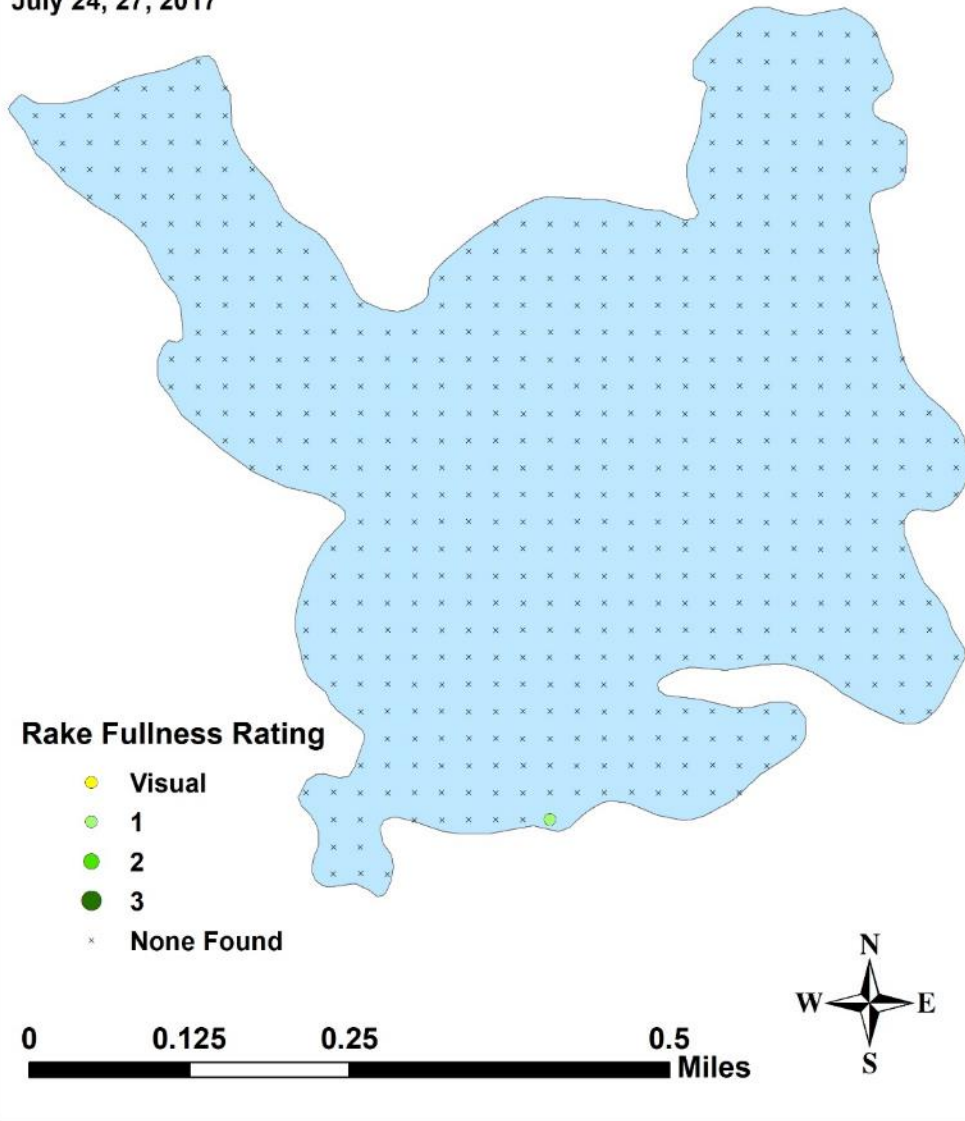 July 24, 27, 2017
Rake Fullness Rating
Visual
1
2
3
None Found
N
W E
S
0 0.125 0.25 0.5
Miles